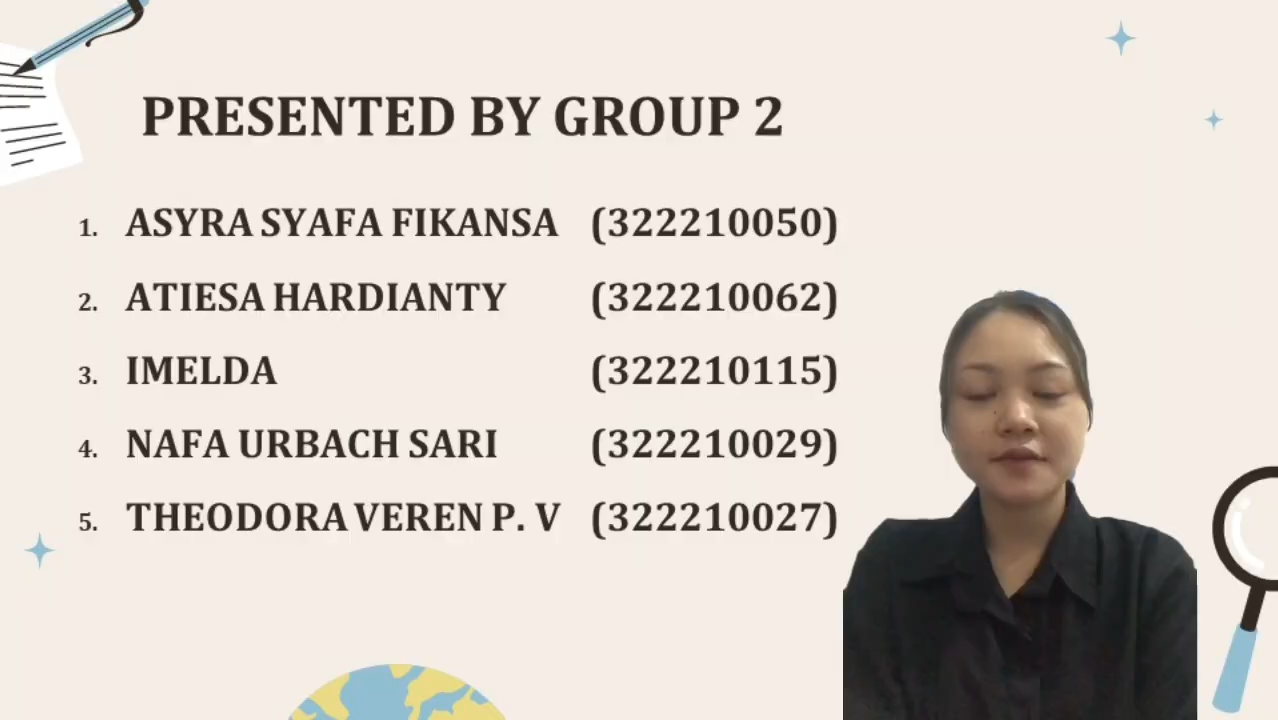 PRESENTED BY GROUP 2
1. ASYRA SYAFA FIKANSA (322210050)
2. ATIESA HARDIANTY (322210062)
3. IMELDA (322210115)
4. NAFA URBACH SARI (322210029)
5. THEODORA VEREN P. V (322210027)